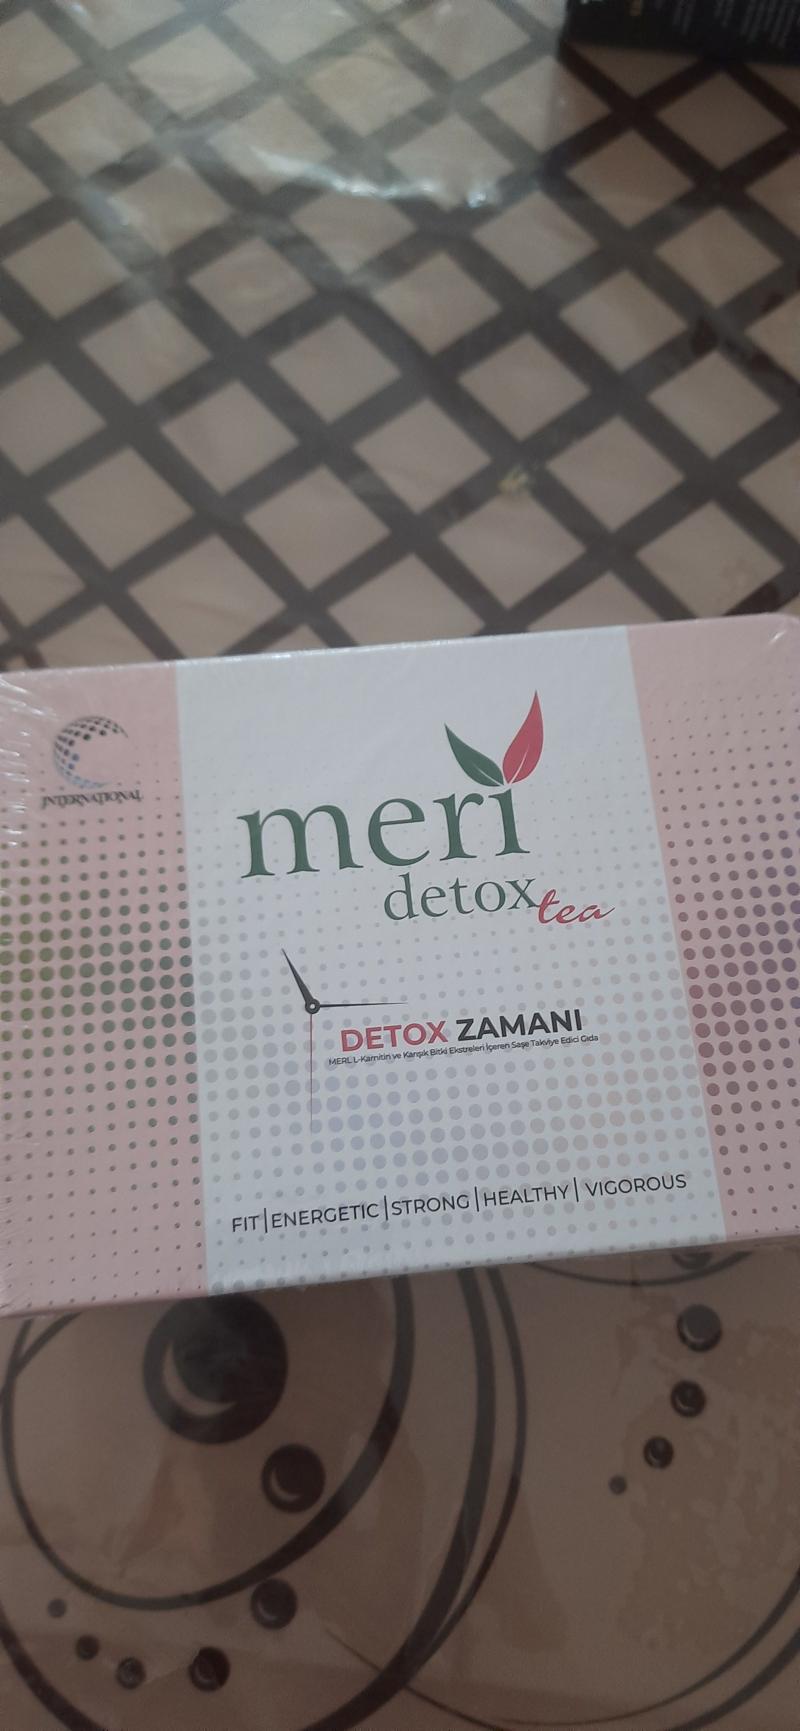 INTERNATIONAL
meri
detox tea
DETOX ZAMANI
MERL L-Karnitin ve Karışık Bitki Ekstreleri İçeren Saşe Takviye Edici Gıda
FIT|ENERGETIC|STRONG|HEALTHY|VIGOROUS